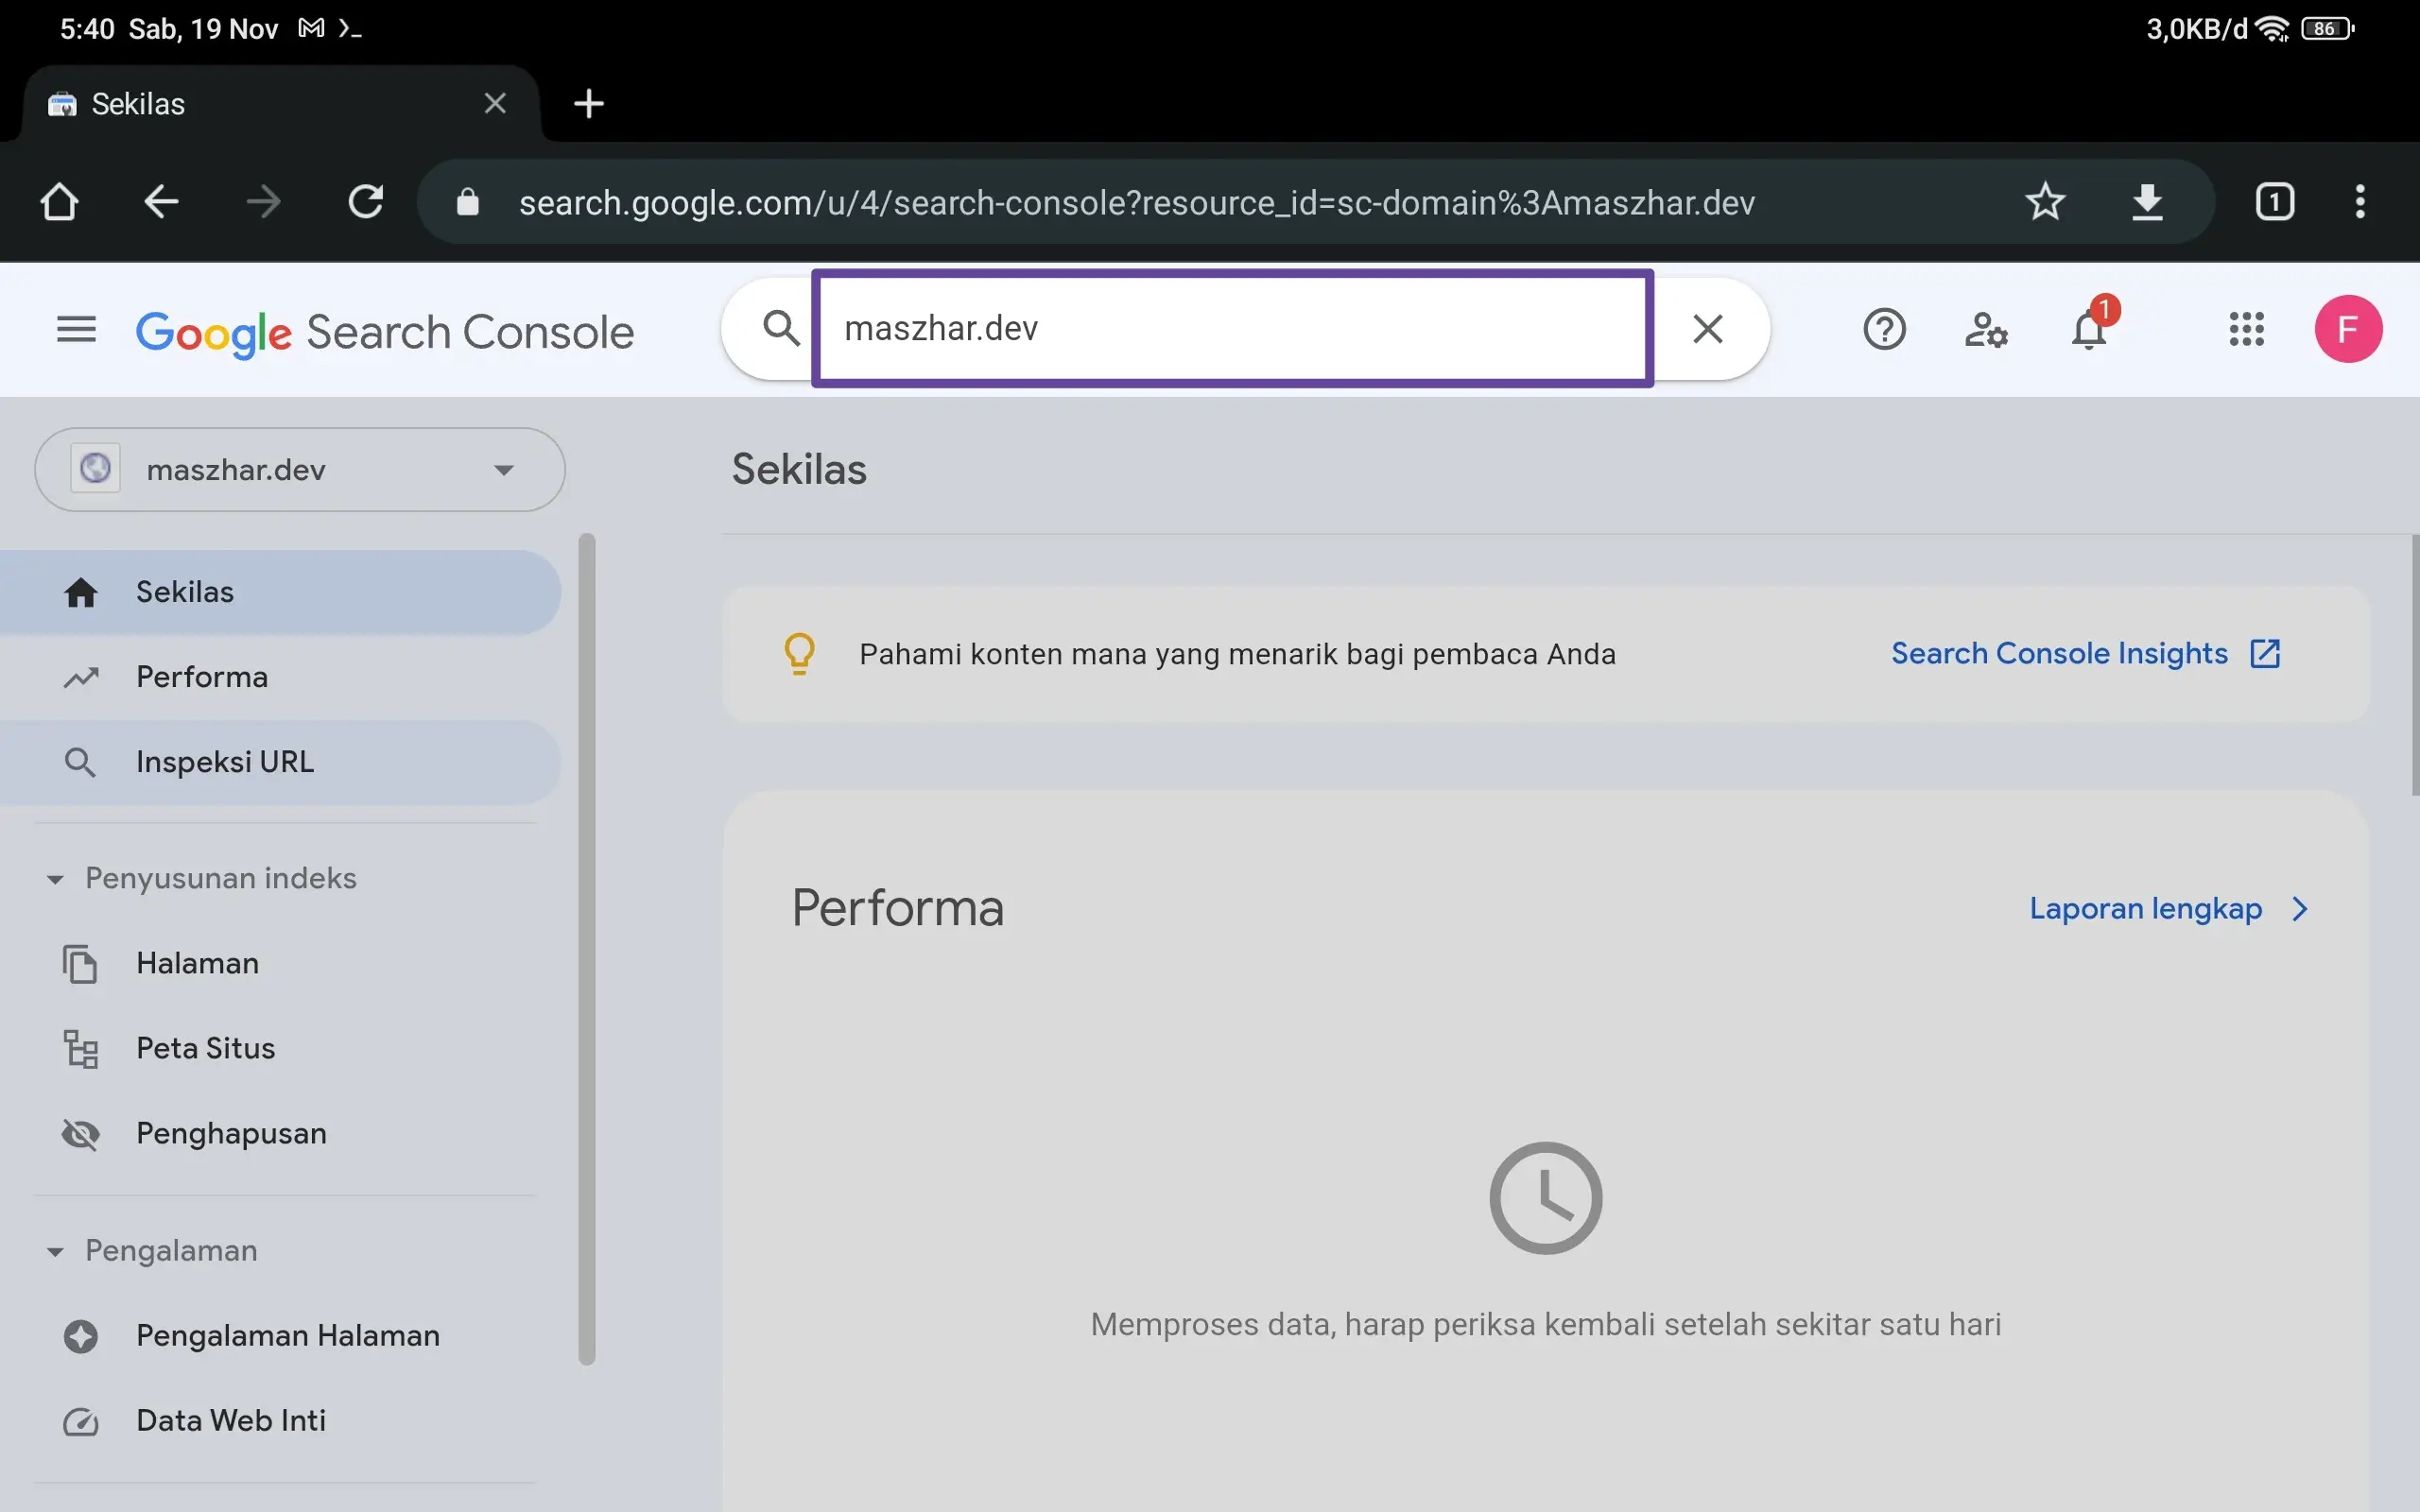 5:40 Sab, 19 Nov
3,0KB/d 86
Sekilas
search.google.com/u/4/search-console?resource_id=sc-domain%3Amaszhar.dev
1
Google Search Console
maszhar.dev
1
F
maszhar.dev
Sekilas
Performa
Inspeksi URL
Penyusunan indeks
Halaman
Peta Situs
Penghapusan
Pengalaman
Pengalaman Halaman
Data Web Inti
Sekilas
Pahami konten mana yang menarik bagi pembaca Anda
Search Console Insights
Performa
Laporan lengkap
Memproses data, harap periksa kembali setelah sekitar satu hari